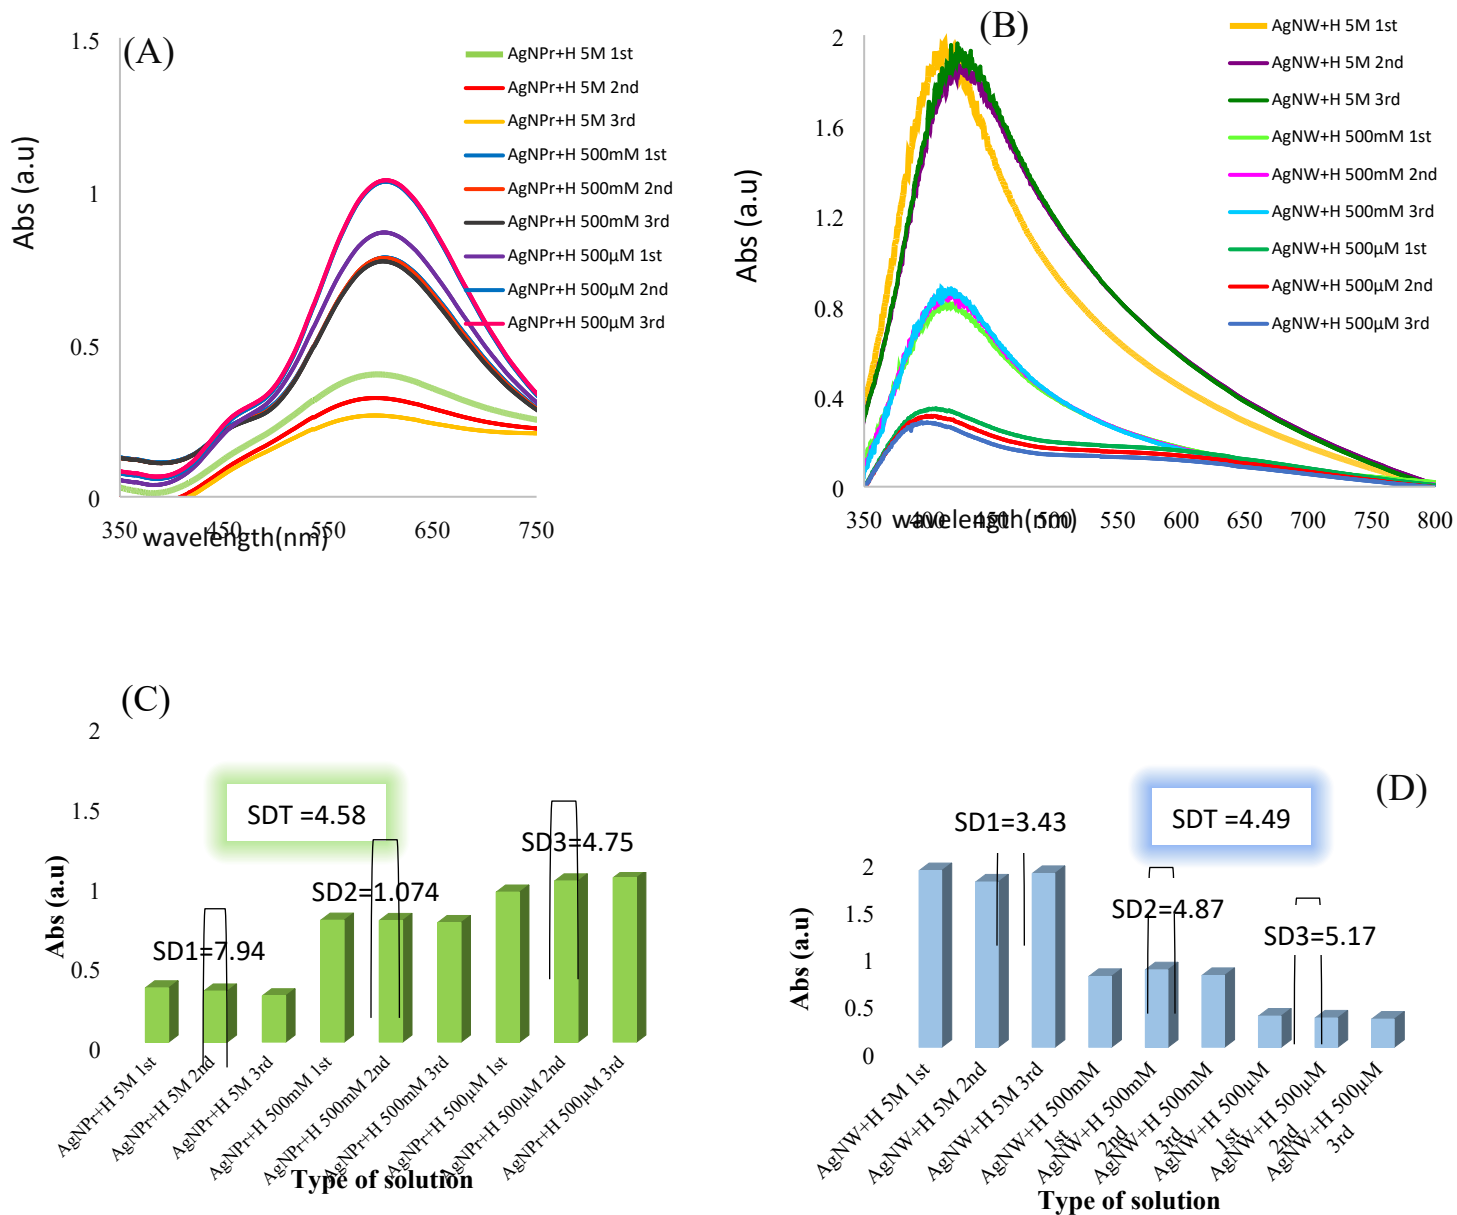 (A)
1.5
1
0.5
0
Abs (a.u)
350
450
550
650
750
wavelength(nm)
AgNPr+H 5M 1st
AgNPr+H 5M 2nd
AgNPr+H 5M 3rd
AgNPr+H 500mM 1st
AgNPr+H 500mM 2nd
AgNPr+H 500mM 3rd
AgNPr+H 500µM 1st
AgNPr+H 500µM 2nd
AgNPr+H 500µM 3rd
(B)
2
1.6
1.2
0.8
0.4
0
Abs (a.u)
350
400
450
500
550
600
650
700
750
800
wavelength(nm)
AgNW+H 5M 1st
AgNW+H 5M 2nd
AgNW+H 5M 3rd
AgNW+H 500mM 1st
AgNW+H 500mM 2nd
AgNW+H 500mM 3rd
AgNW+H 500µM 1st
AgNW+H 500µM 2nd
AgNW+H 500µM 3rd
(C)
2
1.5
1
0.5
0
Abs (a.u)
SDT =4.58
SD1=7.94
SD2=1.074
SD3=4.75
AgNPr+H 5M 1st
AgNPr+H 5M 2nd
AgNPr+H 5M 3rd
AgNPr+H 500mM 1st
AgNPr+H 500mM 2nd
AgNPr+H 500mM 3rd
AgNPr+H 500µM 1st
AgNPr+H 500µM 2nd
AgNPr+H 500µM 3rd
Type of solution
(D)
2
1.5
1
0.5
0
Abs (a.u)
SDT =4.49
SD1=3.43
SD2=4.87
SD3=5.17
AgNW+H 5M 1st
AgNW+H 5M 2nd
AgNW+H 5M 3rd
AgNW+H 500mM
1st
AgNW+H 500mM
2nd
AgNW+H 500mM
3rd
AgNW+H 500µM
1st
AgNW+H 500µM
2nd
AgNW+H 500µM
3rd
Type of solution